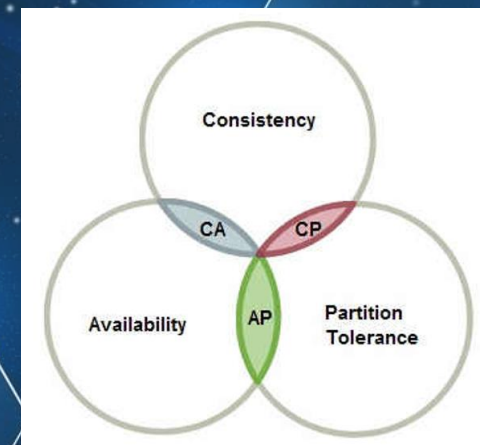 Consistency
CA
CP
Availability
AP
Partition
Tolerance